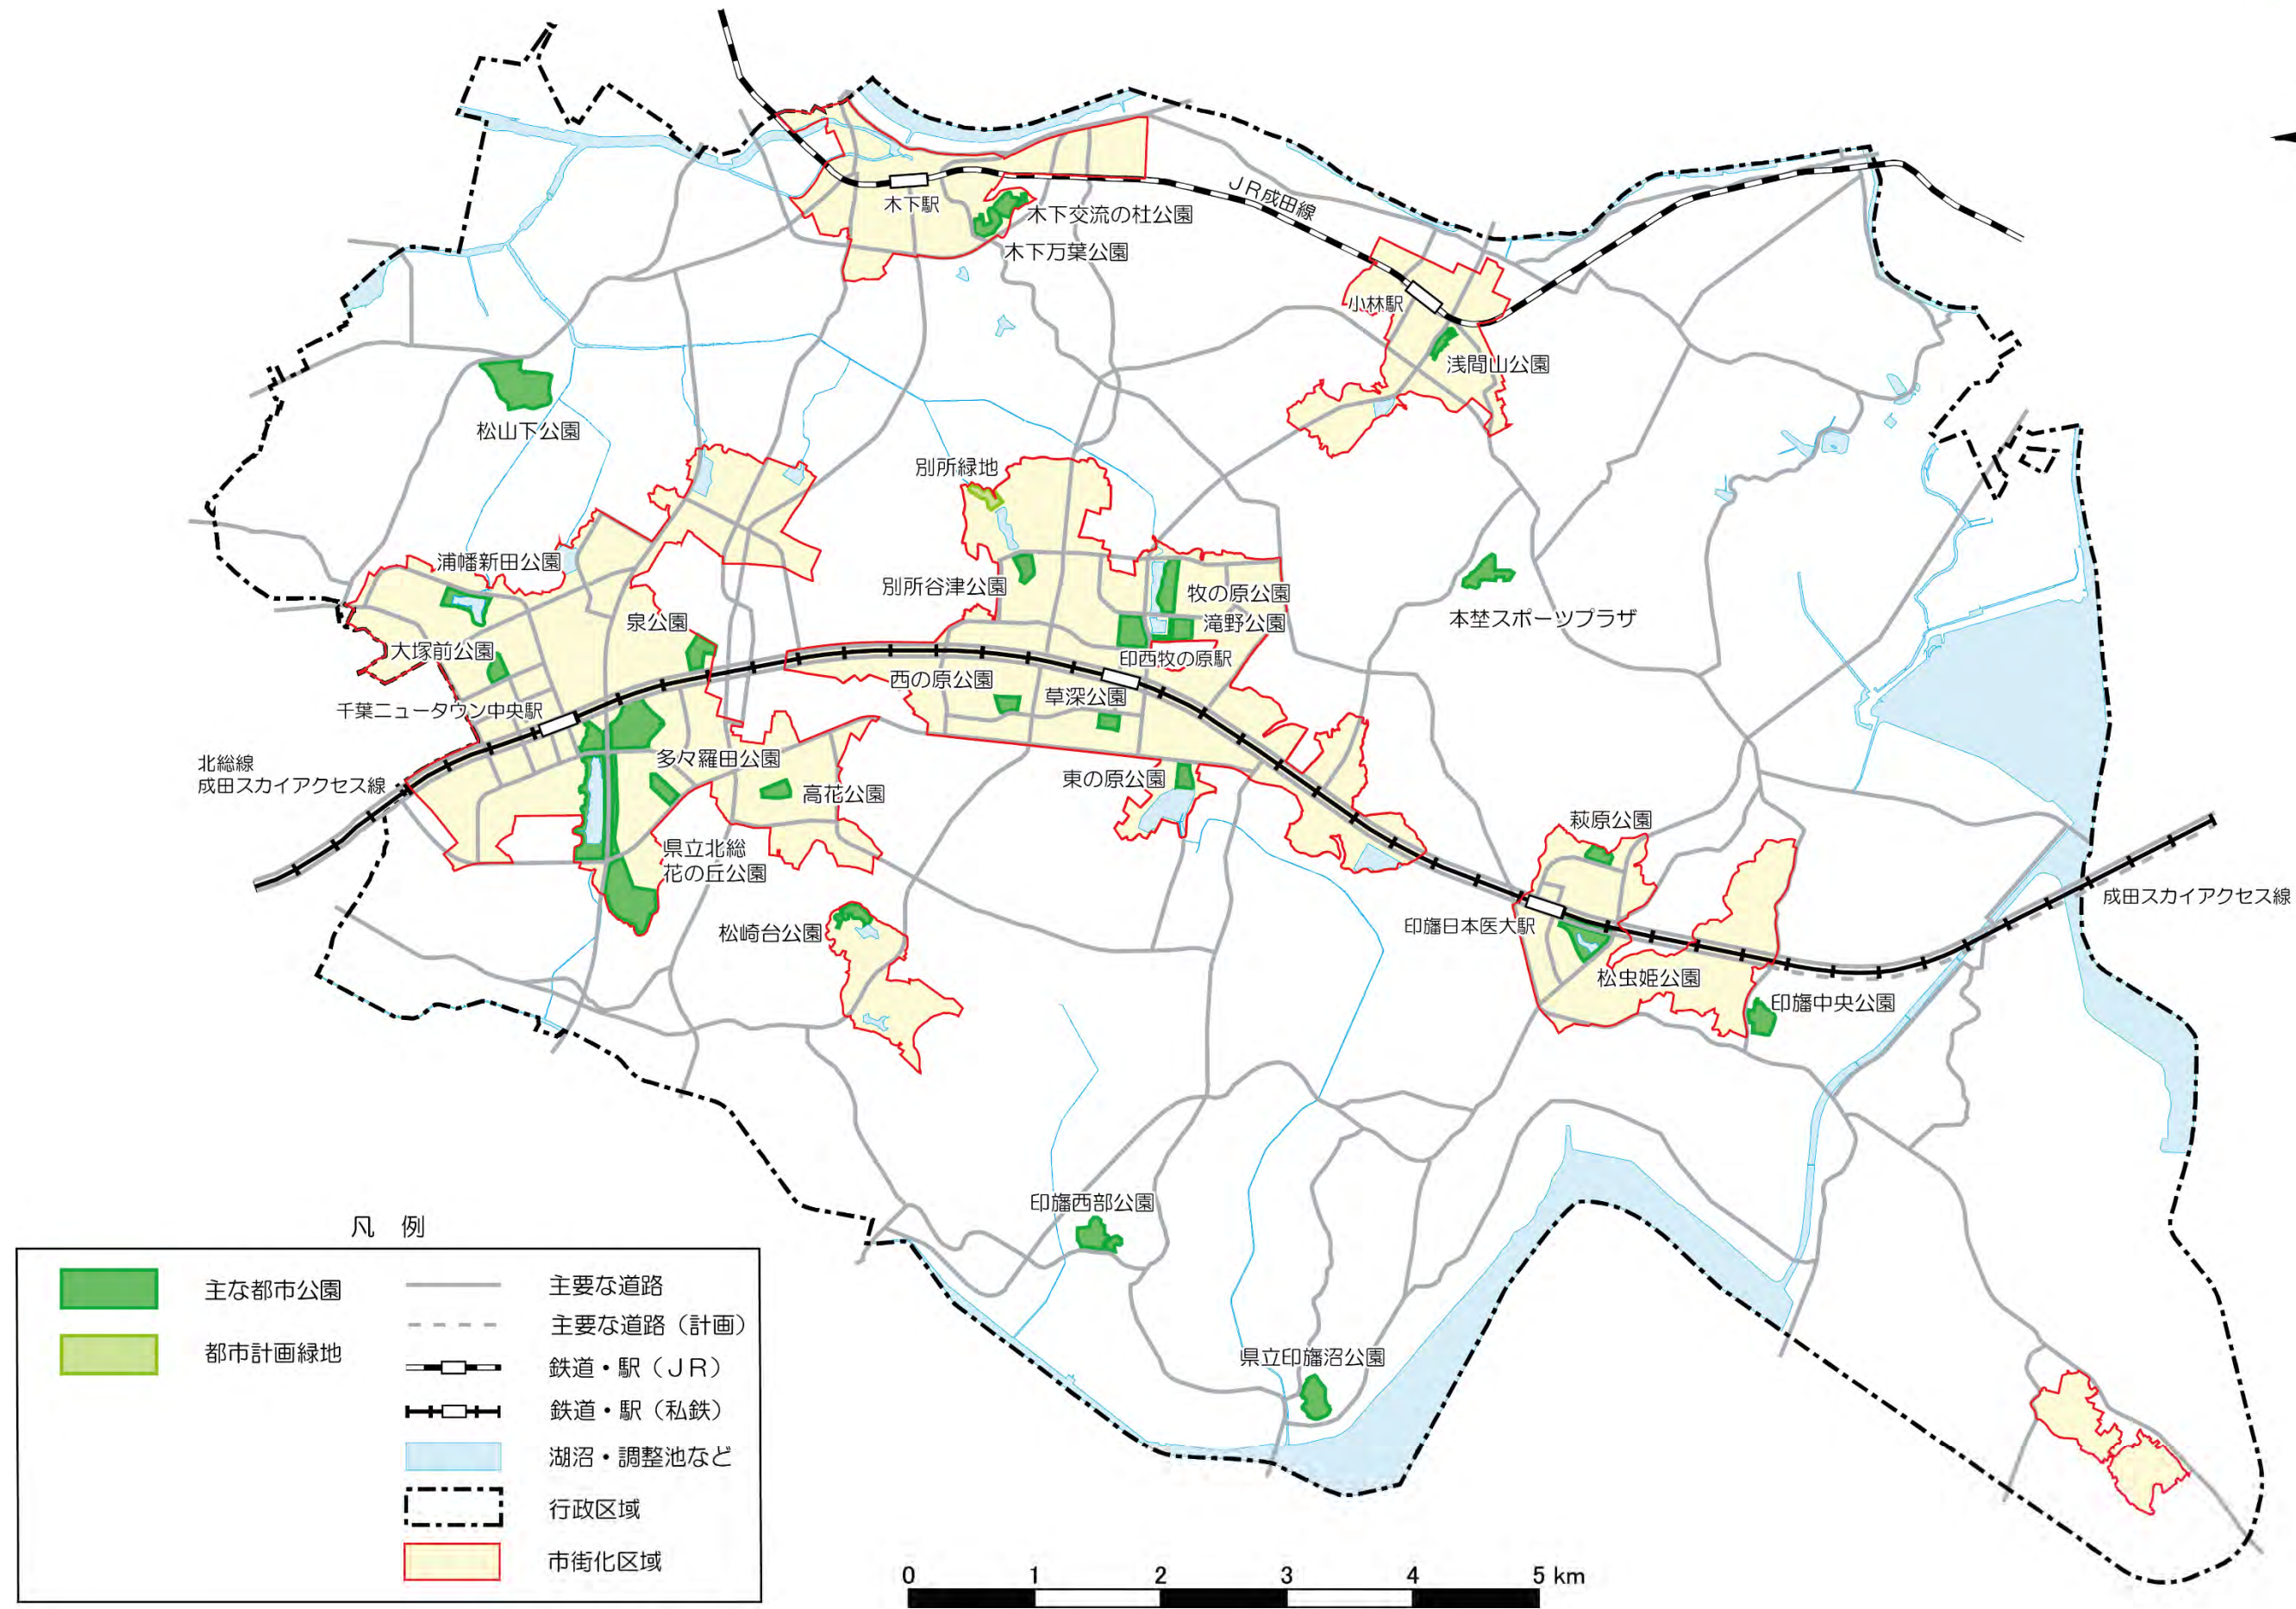 JR成田線
木下駅
木下交流の杜公園
木下万葉公園
小林駅
浅間山公園
松山下公園
別所緑地
浦幡新田公園
別所谷津公園
牧の原公園
滝野公園
本埜スポーツプラザ
泉公園
大塚前公園
印西牧の原駅
西の原公園
草深公園
千葉ニュータウン中央駅
多々羅田公園
東の原公園
高花公園
北総線
成田スカイアクセス線
萩原公園
県立北総
花の丘公園
成田スカイアクセス線
松崎台公園
印旛日本医大駅
松虫姫公園
印旛中央公園
印旛西部公園
県立印旛沼公園
凡 例
主な都市公園
都市計画緑地
主要な道路
主要な道路(計画)
鉄道・駅(JR)
鉄道・駅(私鉄)
湖沼・調整池など
行政区域
市街化区域
0 1 2 3 4 5 km